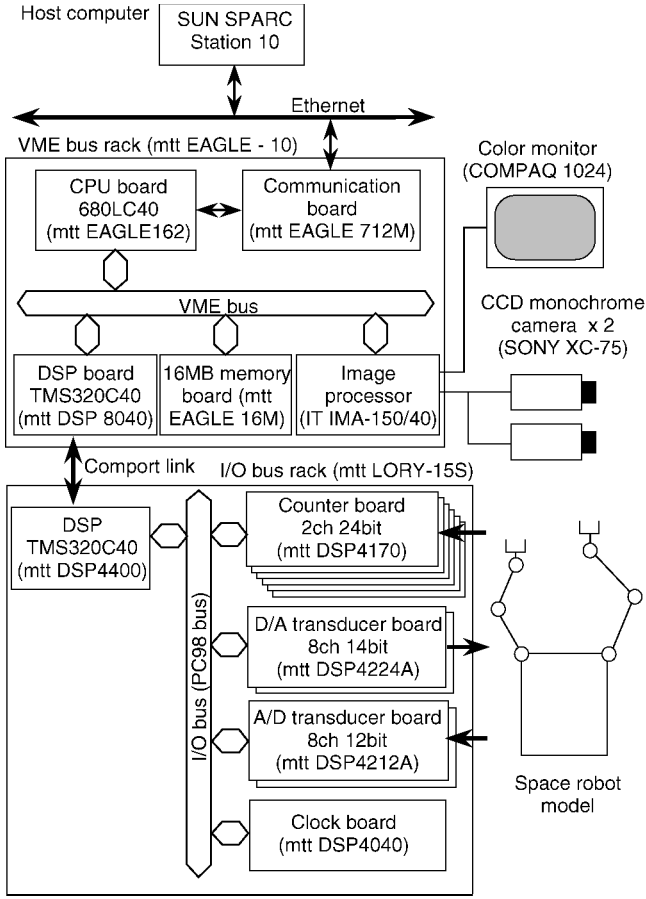 Host computer
SUN SPARC
Station 10
Ethernet
VME bus rack (mtt EAGLE - 10)
CPU board
680LC40
(mtt EAGLE162)
Communication
board
(mtt EAGLE 712M)
Color monitor
(COMPAQ 1024)
VME bus
CCD monochrome
camera x 2
(SONY XC-75)
DSP board
TMS320C40
(mtt DSP 8040)
16MB memory
board (mtt
EAGLE 16M)
Image
processor
(IT IMA-150/40)
Comport link
I/O bus rack (mtt LORY-15S)
DSP
TMS320C40
(mtt DSP4400)
I/O bus (PC98 bus)
Counter board
2ch 24bit
(mtt DSP4170)
D/A transducer board
8ch 14bit
(mtt DSP4224A)
A/D transducer board
8ch 12bit
(mtt DSP4212A)
Clock board
(mtt DSP4040)
Space robot
model